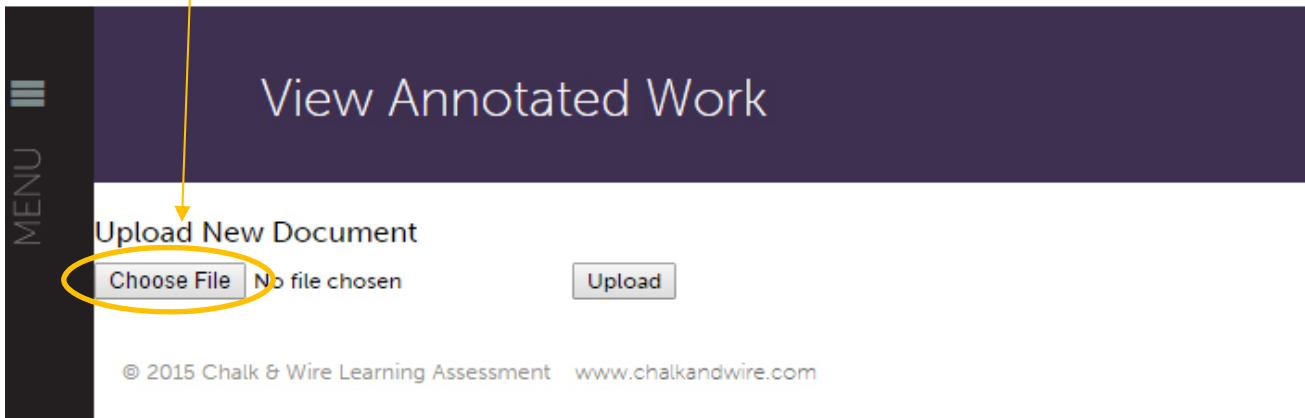 MENU
View Annotated Work
Upload New Document
Choose File No file chosen Upload
© 2015 Chalk & Wire Learning Assessment www.chalkandwire.com